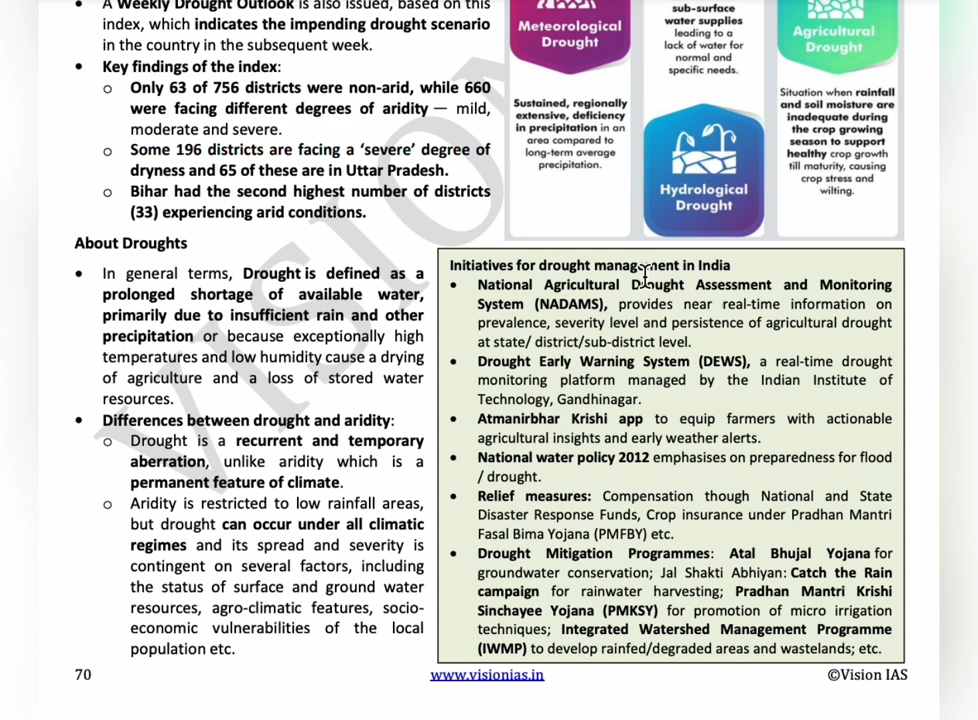 • A Weekly Drought Outlook is also issued, based on this
index, which indicates the impending drought scenario
in the country in the subsequent week.
• Key findings of the index:
o Only 63 of 756 districts were non-arid, while 660
were facing different degrees of aridity — mild,
moderate and severe.
o Some 196 districts are facing a ‘severe’ degree of
dryness and 65 of these are in Uttar Pradesh.
o Bihar had the second highest number of districts
(33) experiencing arid conditions.
Meteorological
Drought
Sustained, regionally
extensive, deficiency
in precipitation in an
area compared to
long-term average
precipitation.
sub-surface
water supplies
leading to a
lack of water for
normal and
specific needs.
Hydrological
Drought
Agricultural
Drought
Situation when rainfall
and soil moisture are
inadequate during
the crop growing
season to support
healthy crop growth
till maturity, causing
crop stress and
wilting.
About Droughts
• In general terms, Drought is defined as a
prolonged shortage of available water,
primarily due to insufficient rain and other
precipitation or because exceptionally high
temperatures and low humidity cause a drying
of agriculture and a loss of stored water
resources.
• Differences between drought and aridity:
o Drought is a recurrent and temporary
aberration, unlike aridity which is a
permanent feature of climate.
o Aridity is restricted to low rainfall areas,
but drought can occur under all climatic
regimes and its spread and severity is
contingent on several factors, including
the status of surface and ground water
resources, agro-climatic features, socio-
economic vulnerabilities of the local
population etc.
Initiatives for drought management in India
• National Agricultural Drought Assessment and Monitoring
System (NADAMS), provides near real-time information on
prevalence, severity level and persistence of agricultural drought
at state/ district/sub-district level.
• Drought Early Warning System (DEWS), a real-time drought
monitoring platform managed by the Indian Institute of
Technology, Gandhinagar.
• Atmanirbhar Krishi app to equip farmers with actionable
agricultural insights and early weather alerts.
• National water policy 2012 emphasises on preparedness for flood
/ drought.
• Relief measures: Compensation though National and State
Disaster Response Funds, Crop insurance under Pradhan Mantri
Fasal Bima Yojana (PMFBY) etc.
• Drought Mitigation Programmes: Atal Bhujal Yojana for
groundwater conservation; Jal Shakti Abhiyan: Catch the Rain
campaign for rainwater harvesting; Pradhan Mantri Krishi
Sinchayee Yojana (PMKSY) for promotion of micro irrigation
techniques; Integrated Watershed Management Programme
(IWMP) to develop rainfed/degraded areas and wastelands; etc.
70
www.visionias.in
©Vision IAS
VISION